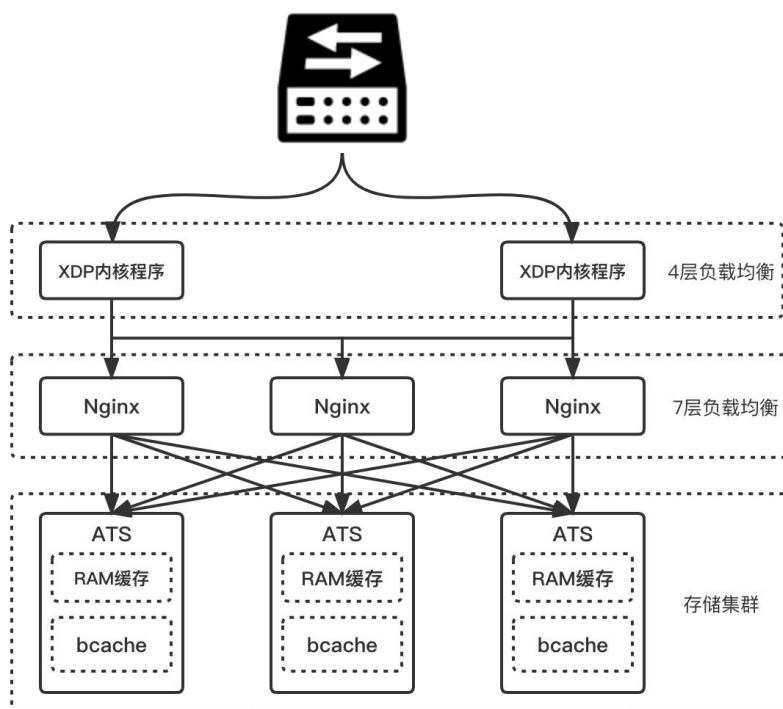 XDP内核程序
XDP内核程序
4层负载均衡
Nginx
Nginx
Nginx
7层负载均衡
ATS
ATS
ATS
RAM缓存
RAM缓存
RAM缓存
存储集群
bcache
bcache
bcache